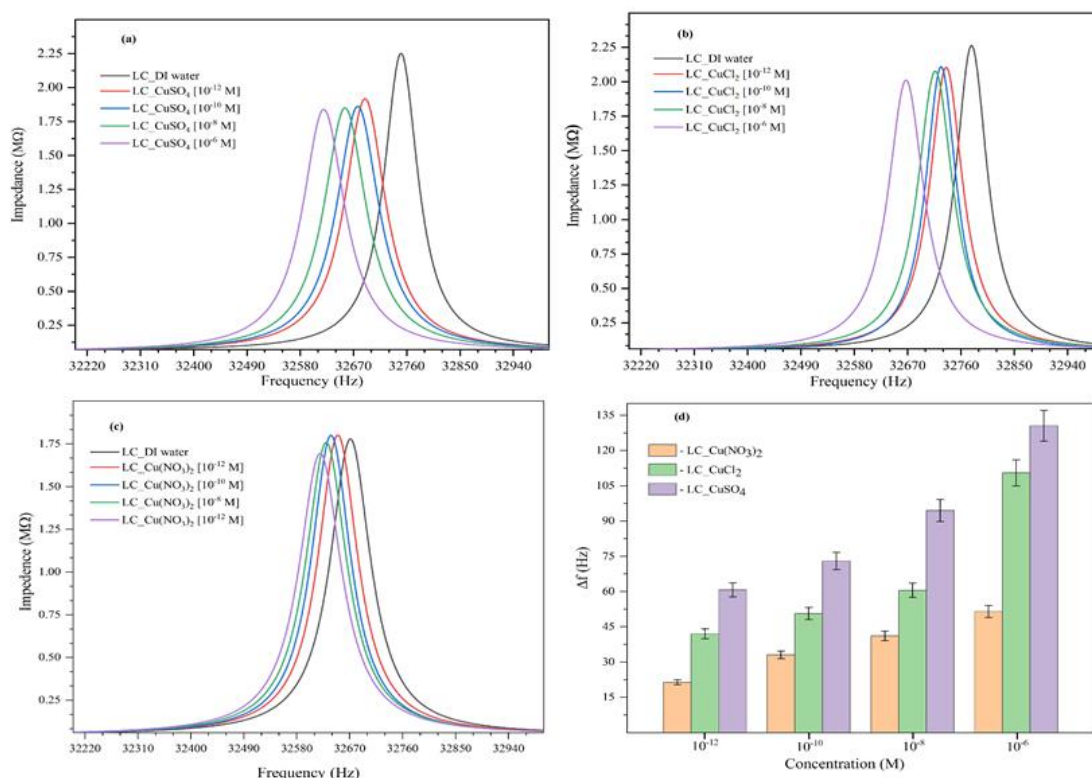 (a)
2.25
2.00
1.75
1.50
1.25
1.00
0.75
0.50
0.25
Impedance (MΩ)
LC_DI water
LC_CuSO₄ [10⁻¹² M]
LC_CuSO₄ [10⁻¹⁰ M]
LC_CuSO₄ [10⁻⁸ M]
LC_CuSO₄ [10⁻⁶ M]
32220 32310 32400 32490 32580 32670 32760 32850 32940
Frequency (Hz)
(b)
2.25
2.00
1.75
1.50
1.25
1.00
0.75
0.50
0.25
Impedance (MΩ)
LC_DI water
LC_CuCl₂ [10⁻¹² M]
LC_CuCl₂ [10⁻¹⁰ M]
LC_CuCl₂ [10⁻⁸ M]
LC_CuCl₂ [10⁻⁶ M]
32220 32310 32400 32490 32580 32670 32760 32850 32940
Frequency (Hz)
(c)
1.75
1.50
1.25
1.00
0.75
0.50
0.25
Impedence (MΩ)
LC_DI water
LC_Cu(NO₃)₂ [10⁻¹² M]
LC_Cu(NO₃)₂ [10⁻¹⁰ M]
LC_Cu(NO₃)₂ [10⁻⁸ M]
LC_Cu(NO₃)₂ [10⁻¹² M]
32220 32310 32400 32490 32580 32670 32760 32850 32940
Frequency (Hz)
(d)
135
120
105
90
75
60
45
30
15
Δf (Hz)
- LC_Cu(NO₃)₂
- LC_CuCl₂
- LC_CuSO₄
10⁻¹² 10⁻¹⁰ 10⁻⁸ 10⁻⁶
Concentration (M)